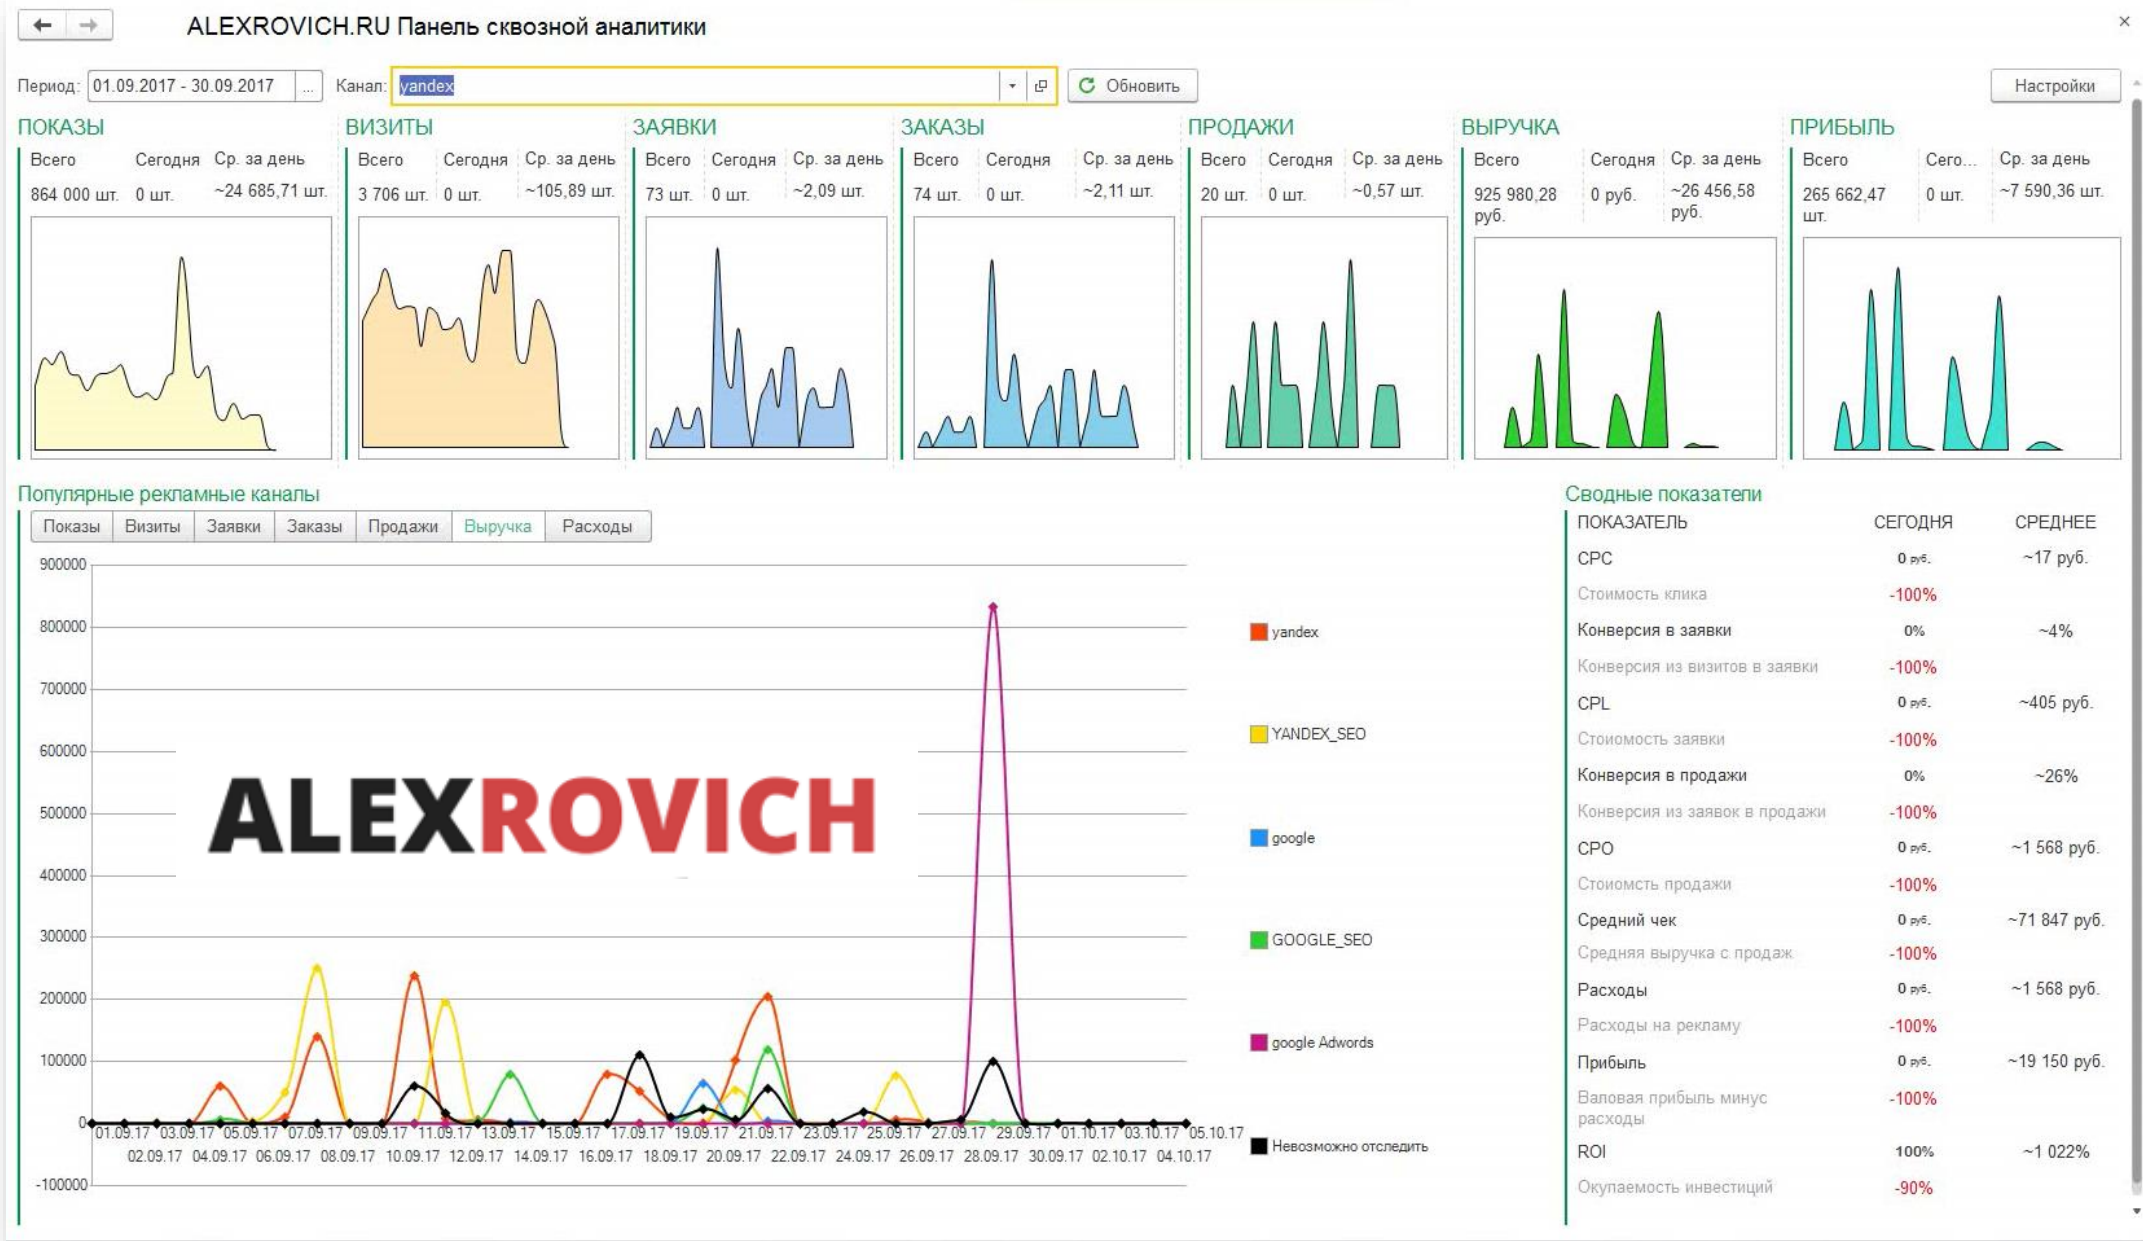 ALEXROVICH.RU Панель сквозной аналитики
Период: 01.09.2017 - 30.09.2017 ... Канал: yandex Обновить Настройки
ПОКАЗЫ ВИЗИТЫ ЗАЯВКИ ЗАКАЗЫ ПРОДАЖИ ВЫРУЧКА ПРИБЫЛЬ
Всего Сегодня Ср. за день Всего Сегодня Ср. за день Всего Сегодня Ср. за день Всего Сегодня Ср. за день Всего Сегодня Ср. за день Всего Сегодня Ср. за день Всего Сего... Ср. за день
864 000 шт. 0 шт. ~24 685,71 шт. 3 706 шт. 0 шт. ~105,89 шт. 73 шт. 0 шт. ~2,09 шт. 74 шт. 0 шт. ~2,11 шт. 20 шт. 0 шт. ~0,57 шт. 925 980,28 0 руб. ~26 456,58 265 662,47 0 шт. ~7 590,36 шт.
руб. руб. шт.
Популярные рекламные каналы
Показы Визиты Заявки Заказы Продажи Выручка Расходы
900000
800000
700000
600000
500000
400000
300000
200000
100000
0
-100000
ALEXROVICH
01.09.17 03.09.17 05.09.17 07.09.17 09.09.17 11.09.17 13.09.17 15.09.17 17.09.17 19.09.17 21.09.17 23.09.17 25.09.17 27.09.17 29.09.17 01.10.17 03.10.17 05.10.17
02.09.17 04.09.17 06.09.17 08.09.17 10.09.17 12.09.17 14.09.17 16.09.17 18.09.17 20.09.17 22.09.17 24.09.17 26.09.17 28.09.17 30.09.17 02.10.17 04.10.17
yandex
YANDEX_SEO
google
GOOGLE_SEO
google Adwords
Невозможно отследить
Сводные показатели
ПОКАЗАТЕЛЬ СЕГОДНЯ СРЕДНЕЕ
CPC 0 руб. ~17 руб.
Стоимость клика -100%
Конверсия в заявки 0% ~4%
Конверсия из визитов в заявки -100%
CPL 0 руб. ~405 руб.
Стоиомость заявки -100%
Конверсия в продажи 0% ~26%
Конверсия из заявок в продажи -100%
CPO 0 руб. ~1 568 руб.
Стоиомсть продажи -100%
Средний чек 0 руб. ~71 847 руб.
Средняя выручка с продаж -100%
Расходы 0 руб. ~1 568 руб.
Расходы на рекламу -100%
Прибыль 0 руб. ~19 150 руб.
Валовая прибыль минус -100%
расходы
ROI 100% ~1 022%
Окупаемость инвестиций -90%